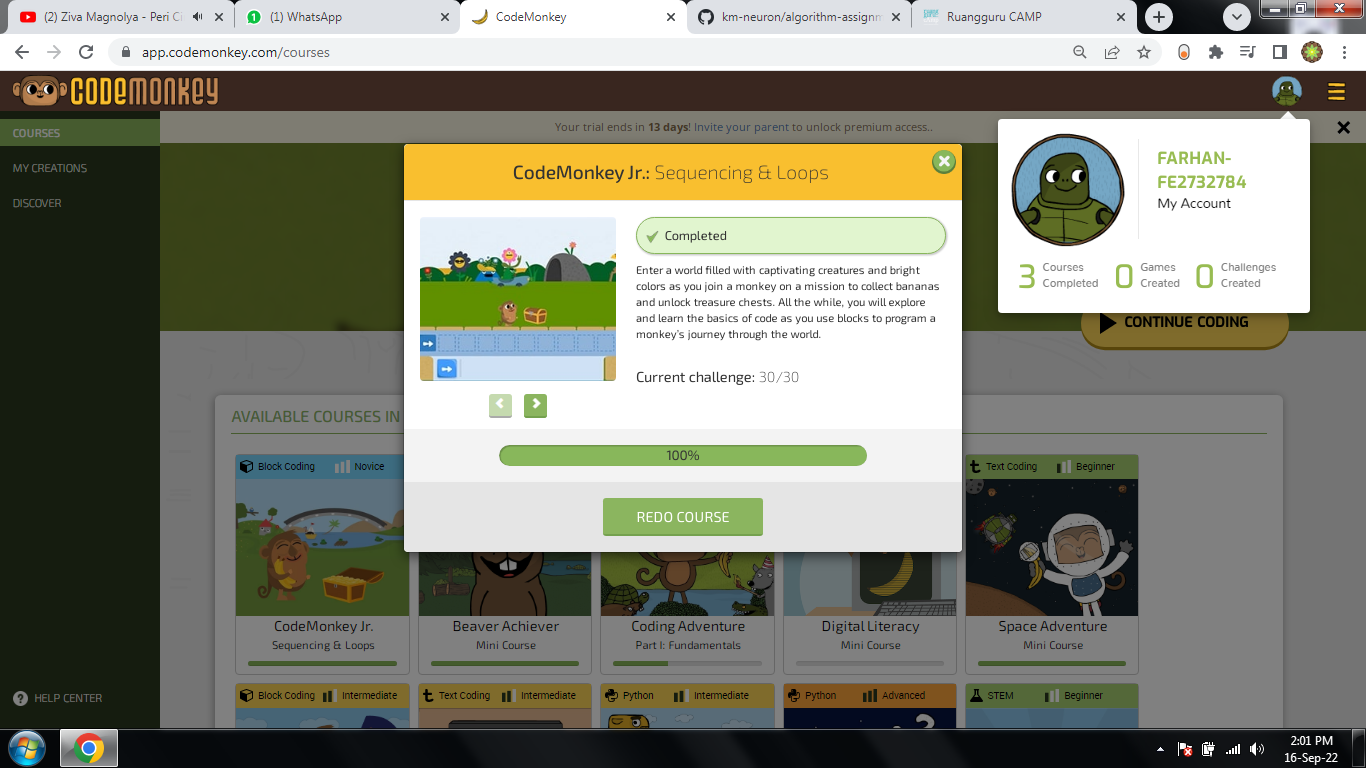 (2) Ziva Magnolya - Peri Ci
(1) WhatsApp
CodeMonkey
km-neuron/algorithm-assignm
Ruangguru CAMP
app.codemonkey.com/courses
CODEMONKEY
COURSES
MY CREATIONS
DISCOVER
HELP CENTER
Your trial ends in 13 days! Invite your parent to unlock premium access..
FARHAN-
FE2732784
My Account
3 Courses Completed
0 Games Created
0 Challenges Created
CONTINUE CODING
CodeMonkey Jr.: Sequencing & Loops
Completed
Enter a world filled with captivating creatures and bright
colors as you join a monkey on a mission to collect bananas
and unlock treasure chests. All the while, you will explore
and learn the basics of code as you use blocks to program a
monkey's journey through the world.
Current challenge: 30/30
100%
REDO COURSE
AVAILABLE COURSES IN
Block Coding Novice
Text Coding Beginner
CodeMonkey Jr.
Sequencing & Loops
Beaver Achiever
Mini Course
Coding Adventure
Part I: Fundamentals
Digital Literacy
Mini Course
Space Adventure
Mini Course
Block Coding Intermediate
Text Coding Intermediate
Python Intermediate
Python Advanced
STEM Beginner
2:01 PM
16-Sep-22